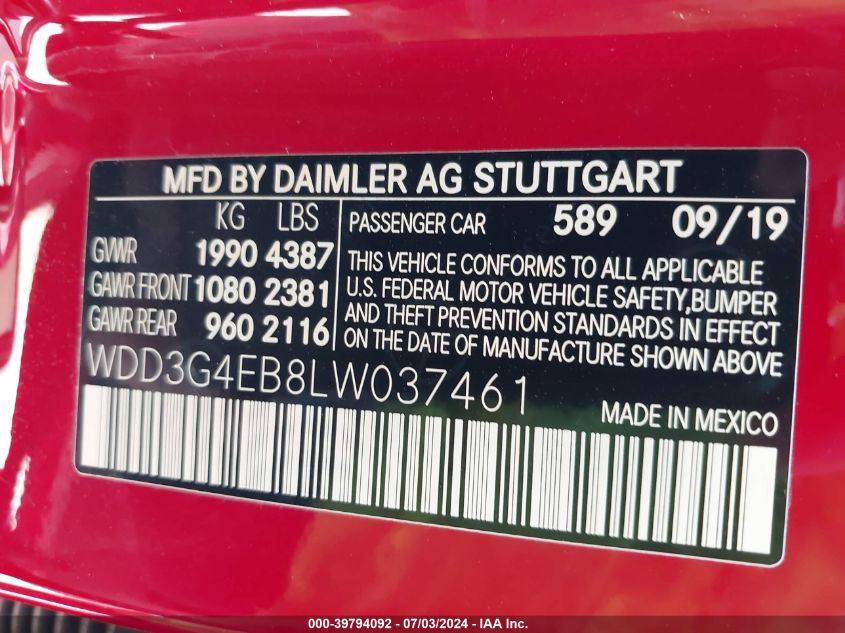 MFD BY DAIMLER AG STUTTGART
KG LBS
GVWR 1990 4387
GAWR FRONT 1080 2381
GAWR REAR 960 2116
PASSENGER CAR 589 09/19
THIS VEHICLE CONFORMS TO ALL APPLICABLE
U.S. FEDERAL MOTOR VEHICLE SAFETY,BUMPER
AND THEFT PREVENTION STANDARDS IN EFFECT
ON THE DATE OF MANUFACTURE SHOWN ABOVE
WDD3G4EB8LW037461
MADE IN MEXICO
000-39794092 - 07/03/2024 - IAA Inc.